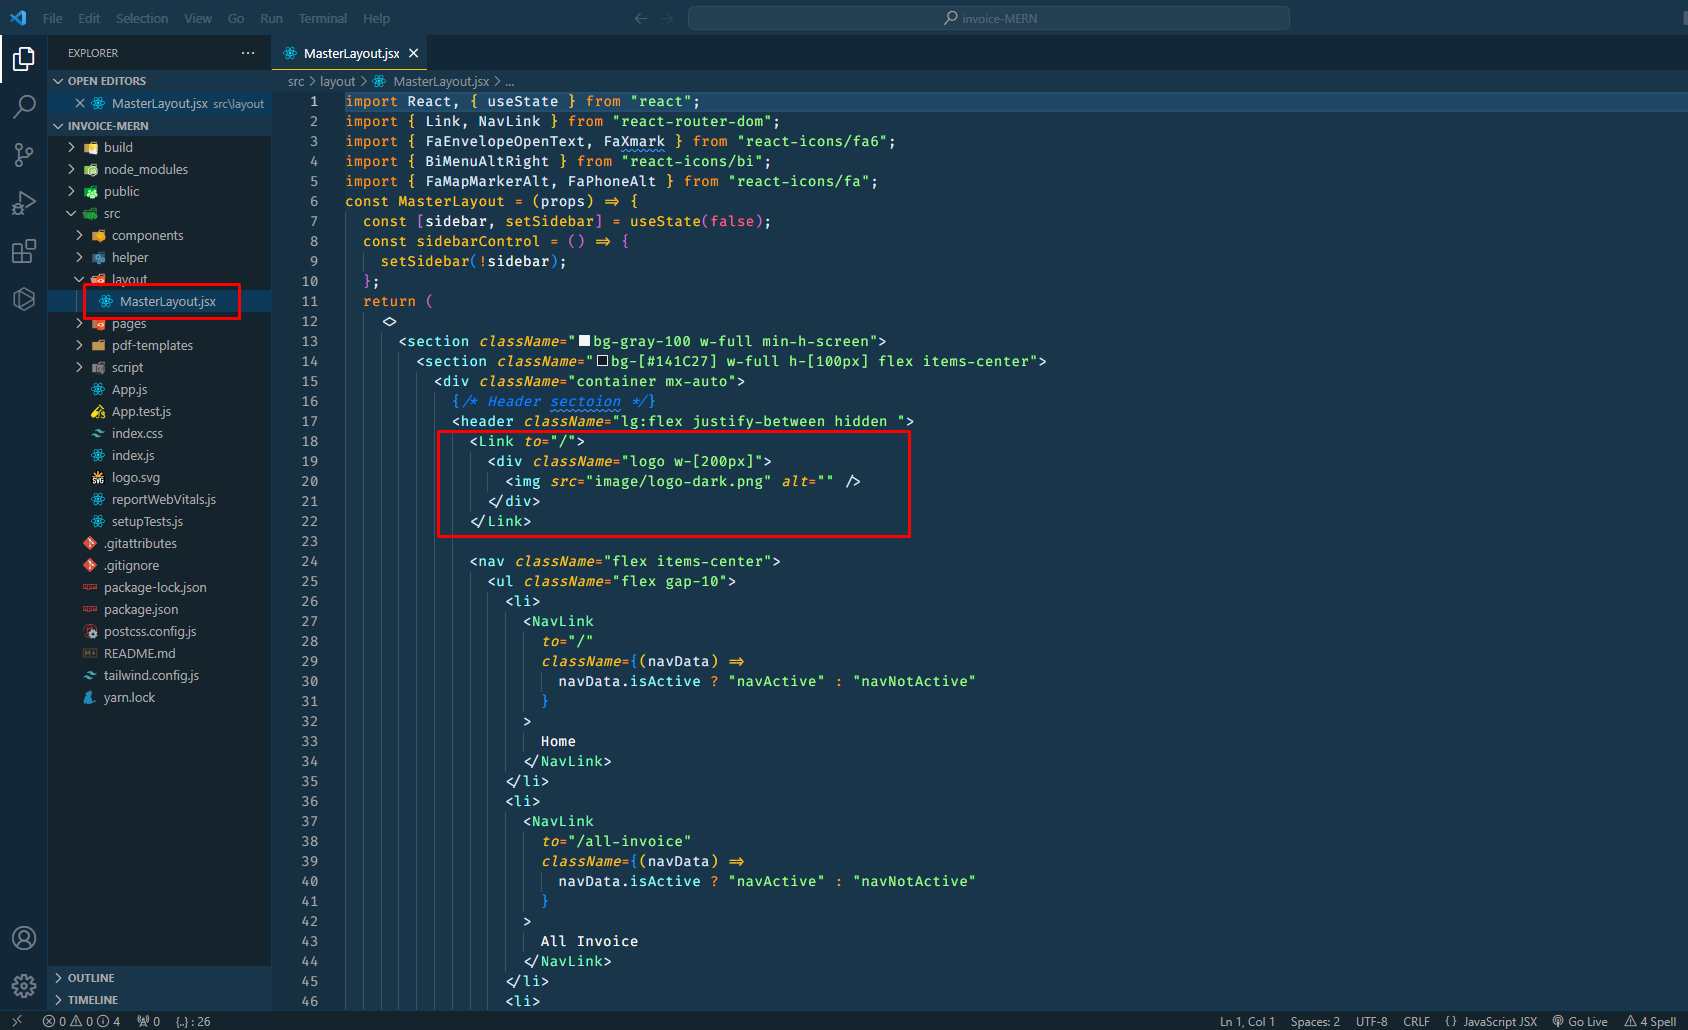 File Edit Selection View Go Run Terminal Help
invoice-MERN
EXPLORER
OPEN EDITORS
MasterLayout.jsx src\layout
INVOICE-MERN
build
node_modules
public
src
components
helper
layout
MasterLayout.jsx
pages
pdf-templates
script
App.js
App.test.js
index.css
index.js
logo.svg
reportWebVitals.js
setupTests.js
.gitattributes
.gitignore
package-lock.json
package.json
postcss.config.js
README.md
tailwind.config.js
yarn.lock
OUTLINE
TIMELINE
MasterLayout.jsx
src > layout > MasterLayout.jsx > ...
1 import React, { useState } from "react";
2 import { Link, NavLink } from "react-router-dom";
3 import { FaEnvelopeOpenText, FaXmark } from "react-icons/fa6";
4 import { BiMenuAltRight } from "react-icons/bi";
5 import { FaMapMarkerAlt, FaPhoneAlt } from "react-icons/fa";
6 const MasterLayout = (props) => {
7 const [sidebar, setSidebar] = useState(false);
8 const sidebarControl = () => {
9 setSidebar(!sidebar);
10 };
11 return (
12 <>
13 <section className="bg-gray-100 w-full min-h-screen">
14 <section className="bg-[#141C27] w-full h-[100px] flex items-center">
15 <div className="container mx-auto">
16 {/* Header sectoion */}
17 <header className="lg:flex justify-between hidden ">
18 <Link to="/">
19 <div className="logo w-[200px]">
20 <img src="image/logo-dark.png" alt="" />
21 </div>
22 </Link>
23
24 <nav className="flex items-center">
25 <ul className="flex gap-10">
26 <li>
27 <NavLink
28 to="/"
29 className={(navData) =>
30 navData.isActive ? "navActive" : "navNotActive"
31 }
32 >
33 Home
34 </NavLink>
35 </li>
36 <li>
37 <NavLink
38 to="/all-invoice"
39 className={(navData) =>
40 navData.isActive ? "navActive" : "navNotActive"
41 }
42 >
43 All Invoice
44 </NavLink>
45 </li>
46 <li>
0 0 4 0 {..} : 26 Ln 1, Col 1 Spaces: 2 UTF-8 CRLF {} JavaScript JSX Go Live 4 Spell